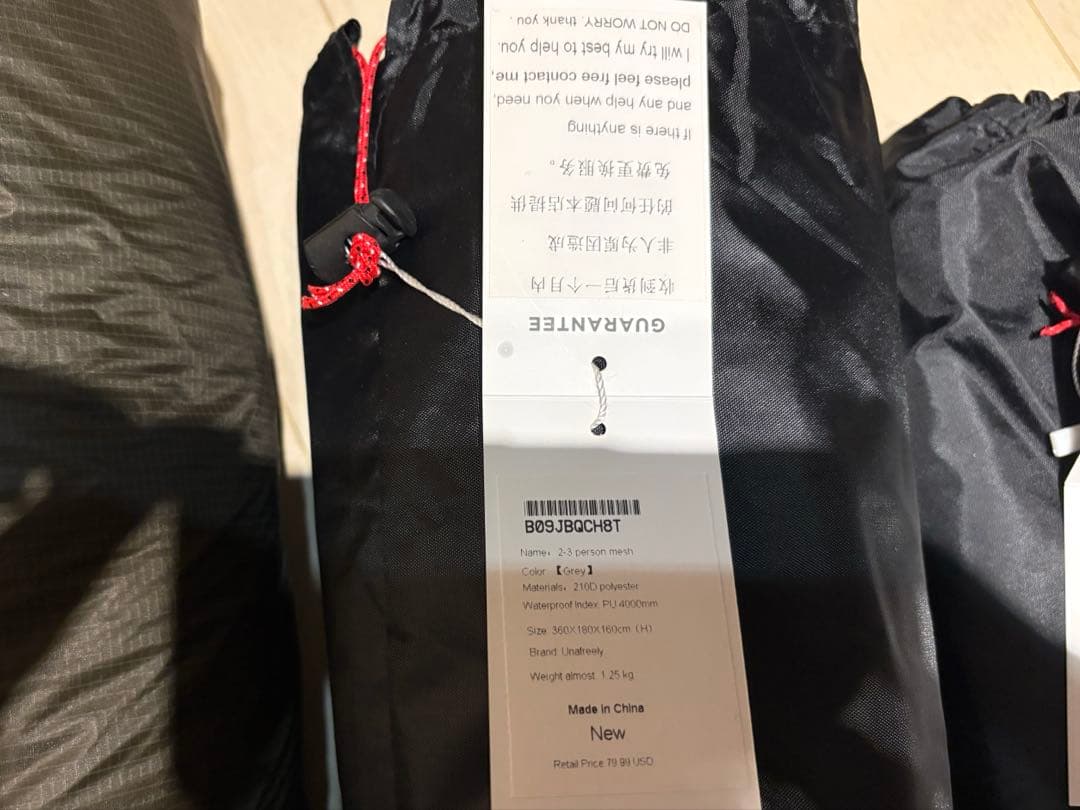 收到货后一个月内
非人为原因造成
的任何问题本店提供
免费更换服务。
If there is anything
and any help when you need,
please feel free contact me,
I will try my best to help you.
DO NOT WORRY. thank you.
GUARANTEE
B09JBQCH8T
Name: 2-3 person mesh
Color:【Grey】
Materials: 210D polyester
Waterproof Index: PU 4000mm
Size: 360X180X160cm (H)
Brand: Unafreely
Weight almost: 1.25 kg
Made in China
New
Retail Price 79.99 USD